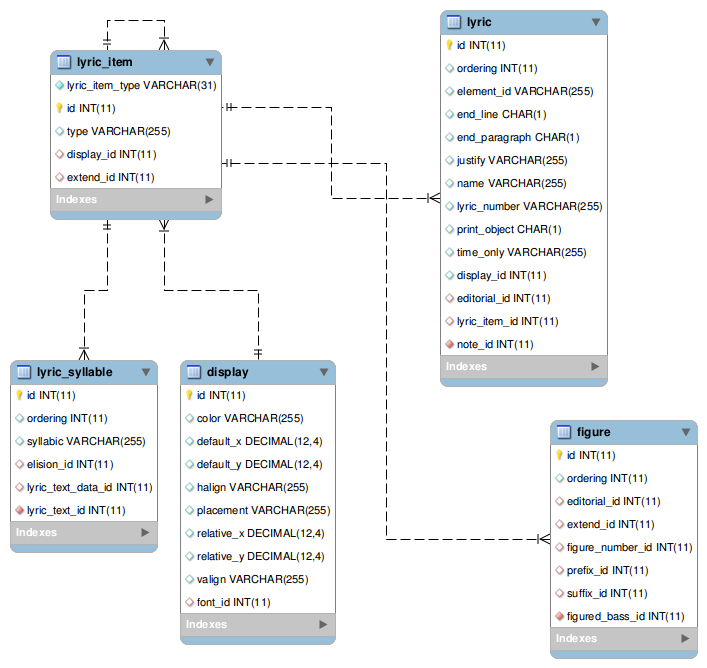 lyric_item
lyric_item_type VARCHAR(31)
id INT(11)
type VARCHAR(255)
display_id INT(11)
extend_id INT(11)
Indexes
lyric
id INT(11)
ordering INT(11)
element_id VARCHAR(255)
end_line CHAR(1)
end_paragraph CHAR(1)
justify VARCHAR(255)
name VARCHAR(255)
lyric_number VARCHAR(255)
print_object CHAR(1)
time_only VARCHAR(255)
display_id INT(11)
editorial_id INT(11)
lyric_item_id INT(11)
note_id INT(11)
Indexes
lyric_syllable
id INT(11)
ordering INT(11)
syllabic VARCHAR(255)
elision_id INT(11)
lyric_text_data_id INT(11)
lyric_text_id INT(11)
Indexes
display
id INT(11)
color VARCHAR(255)
default_x DECIMAL(12,4)
default_y DECIMAL(12,4)
halign VARCHAR(255)
placement VARCHAR(255)
relative_x DECIMAL(12,4)
relative_y DECIMAL(12,4)
valign VARCHAR(255)
font_id INT(11)
Indexes
figure
id INT(11)
ordering INT(11)
editorial_id INT(11)
extend_id INT(11)
figure_number_id INT(11)
prefix_id INT(11)
suffix_id INT(11)
figured_bass_id INT(11)
Indexes